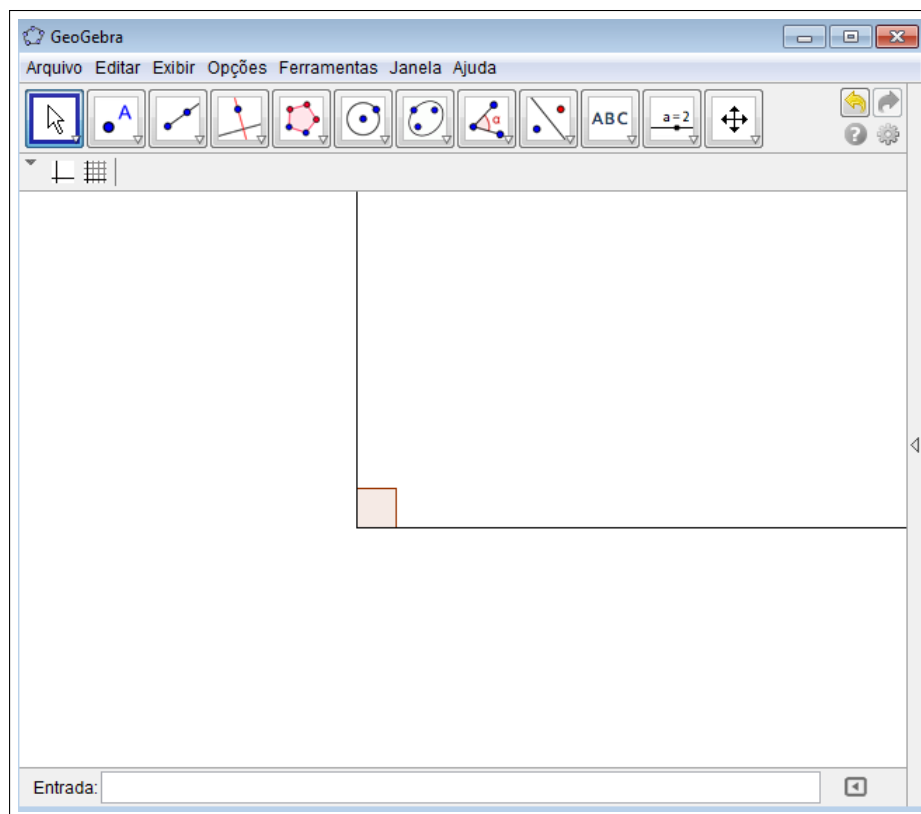 GeoGebra
Arquivo Editar Exibir Opções Ferramentas Janela Ajuda
A α ABC a=2
Entrada: